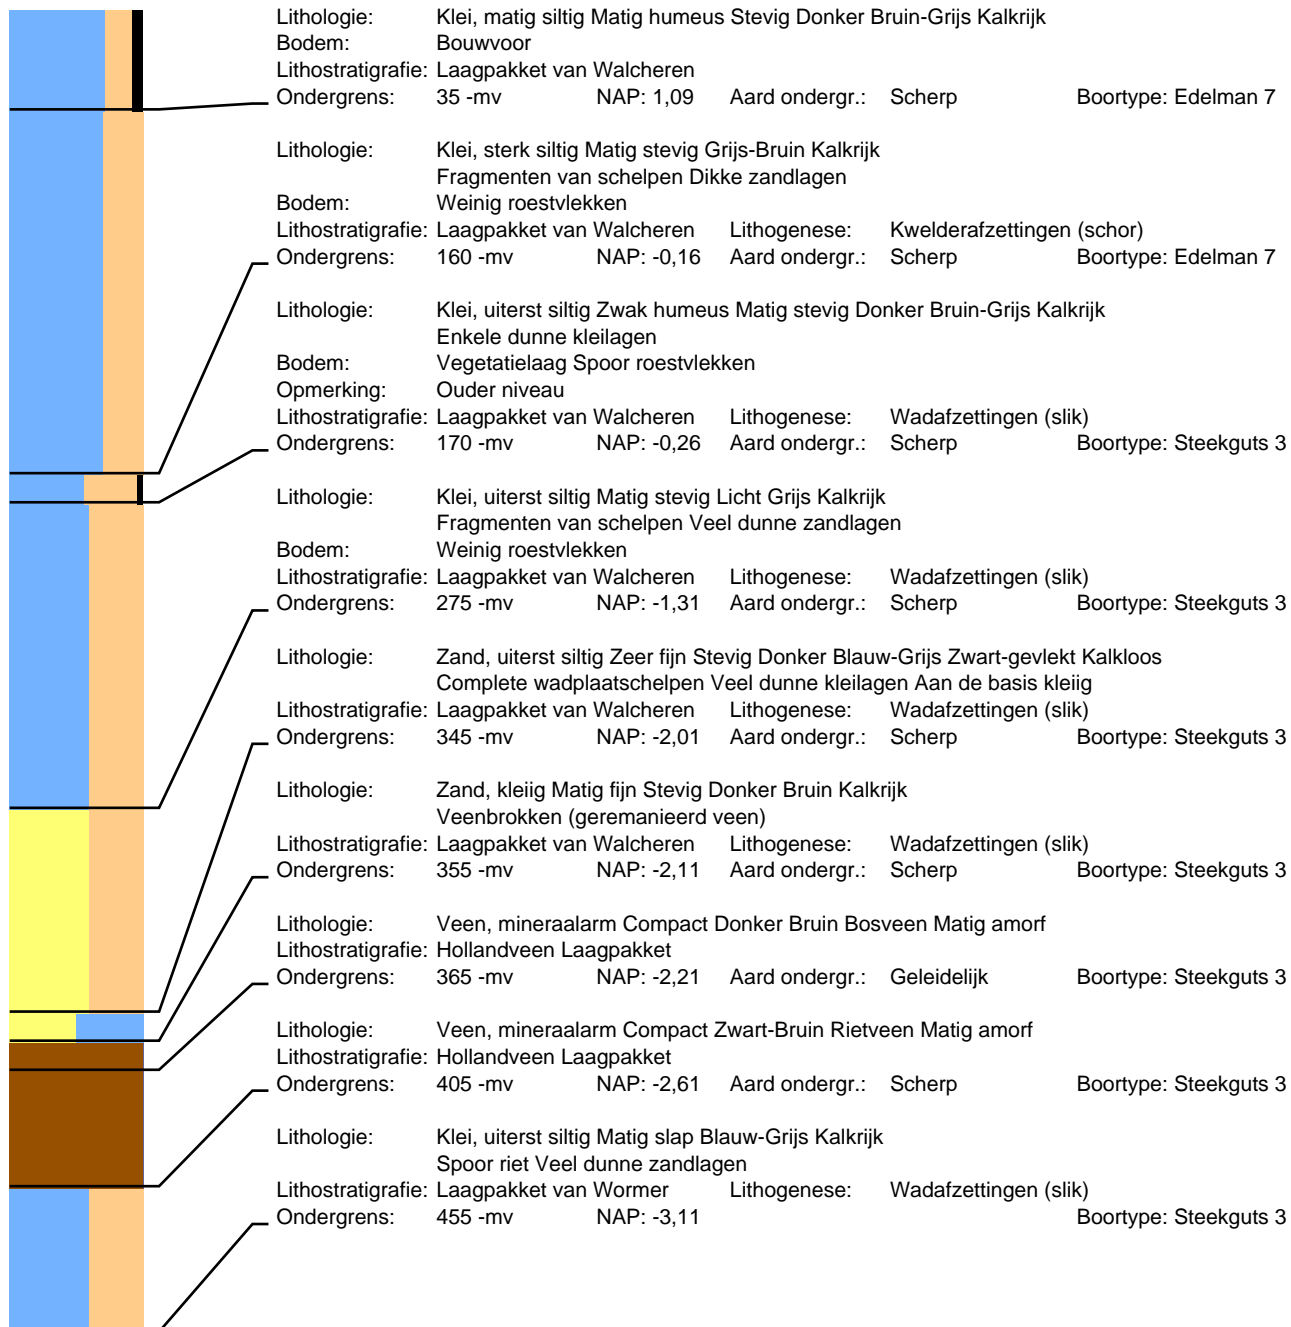 Lithologie: Klei, matig siltig Matig humeus Stevig Donker Bruin-Grijs Kalkrijk
Bodem: Bouwvoor
Lithostratigrafie: Laagpakket van Walcheren
Ondergrens: 35 -mv NAP: 1,09 Aard ondergr.: Scherp Boortype: Edelman 7
Lithologie: Klei, sterk siltig Matig stevig Grijs-Bruin Kalkrijk
Fragmenten van schelpen Dikke zandlagen
Bodem: Weinig roestvlekken
Lithostratigrafie: Laagpakket van Walcheren Lithogenese: Kwelderafzettingen (schor)
Ondergrens: 160 -mv NAP: -0,16 Aard ondergr.: Scherp Boortype: Edelman 7
Lithologie: Klei, uiterst siltig Zwak humeus Matig stevig Donker Bruin-Grijs Kalkrijk
Enkele dunne kleilagen
Bodem: Vegetatielaag Spoor roestvlekken
Opmerking: Ouder niveau
Lithostratigrafie: Laagpakket van Walcheren Lithogenese: Wadafzettingen (slik)
Ondergrens: 170 -mv NAP: -0,26 Aard ondergr.: Scherp Boortype: Steekguts 3
Lithologie: Klei, uiterst siltig Matig stevig Licht Grijs Kalkrijk
Fragmenten van schelpen Veel dunne zandlagen
Bodem: Weinig roestvlekken
Lithostratigrafie: Laagpakket van Walcheren Lithogenese: Wadafzettingen (slik)
Ondergrens: 275 -mv NAP: -1,31 Aard ondergr.: Scherp Boortype: Steekguts 3
Lithologie: Zand, uiterst siltig Zeer fijn Stevig Donker Blauw-Grijs Zwart-gevlekt Kalkloos
Complete wadplaatschelpen Veel dunne kleilagen Aan de basis kleiig
Lithostratigrafie: Laagpakket van Walcheren Lithogenese: Wadafzettingen (slik)
Ondergrens: 345 -mv NAP: -2,01 Aard ondergr.: Scherp Boortype: Steekguts 3
Lithologie: Zand, kleiig Matig fijn Stevig Donker Bruin Kalkrijk
Veenbrokken (geremanieerd veen)
Lithostratigrafie: Laagpakket van Walcheren Lithogenese: Wadafzettingen (slik)
Ondergrens: 355 -mv NAP: -2,11 Aard ondergr.: Scherp Boortype: Steekguts 3
Lithologie: Veen, mineraalarm Compact Donker Bruin Bosveen Matig amorf
Lithostratigrafie: Hollandveen Laagpakket
Ondergrens: 365 -mv NAP: -2,21 Aard ondergr.: Geleidelijk Boortype: Steekguts 3
Lithologie: Veen, mineraalarm Compact Zwart-Bruin Rietveen Matig amorf
Lithostratigrafie: Hollandveen Laagpakket
Ondergrens: 405 -mv NAP: -2,61 Aard ondergr.: Scherp Boortype: Steekguts 3
Lithologie: Klei, uiterst siltig Matig slap Blauw-Grijs Kalkrijk
Spoor riet Veel dunne zandlagen
Lithostratigrafie: Laagpakket van Wormer Lithogenese: Wadafzettingen (slik)
Ondergrens: 455 -mv NAP: -3,11 Boortype: Steekguts 3